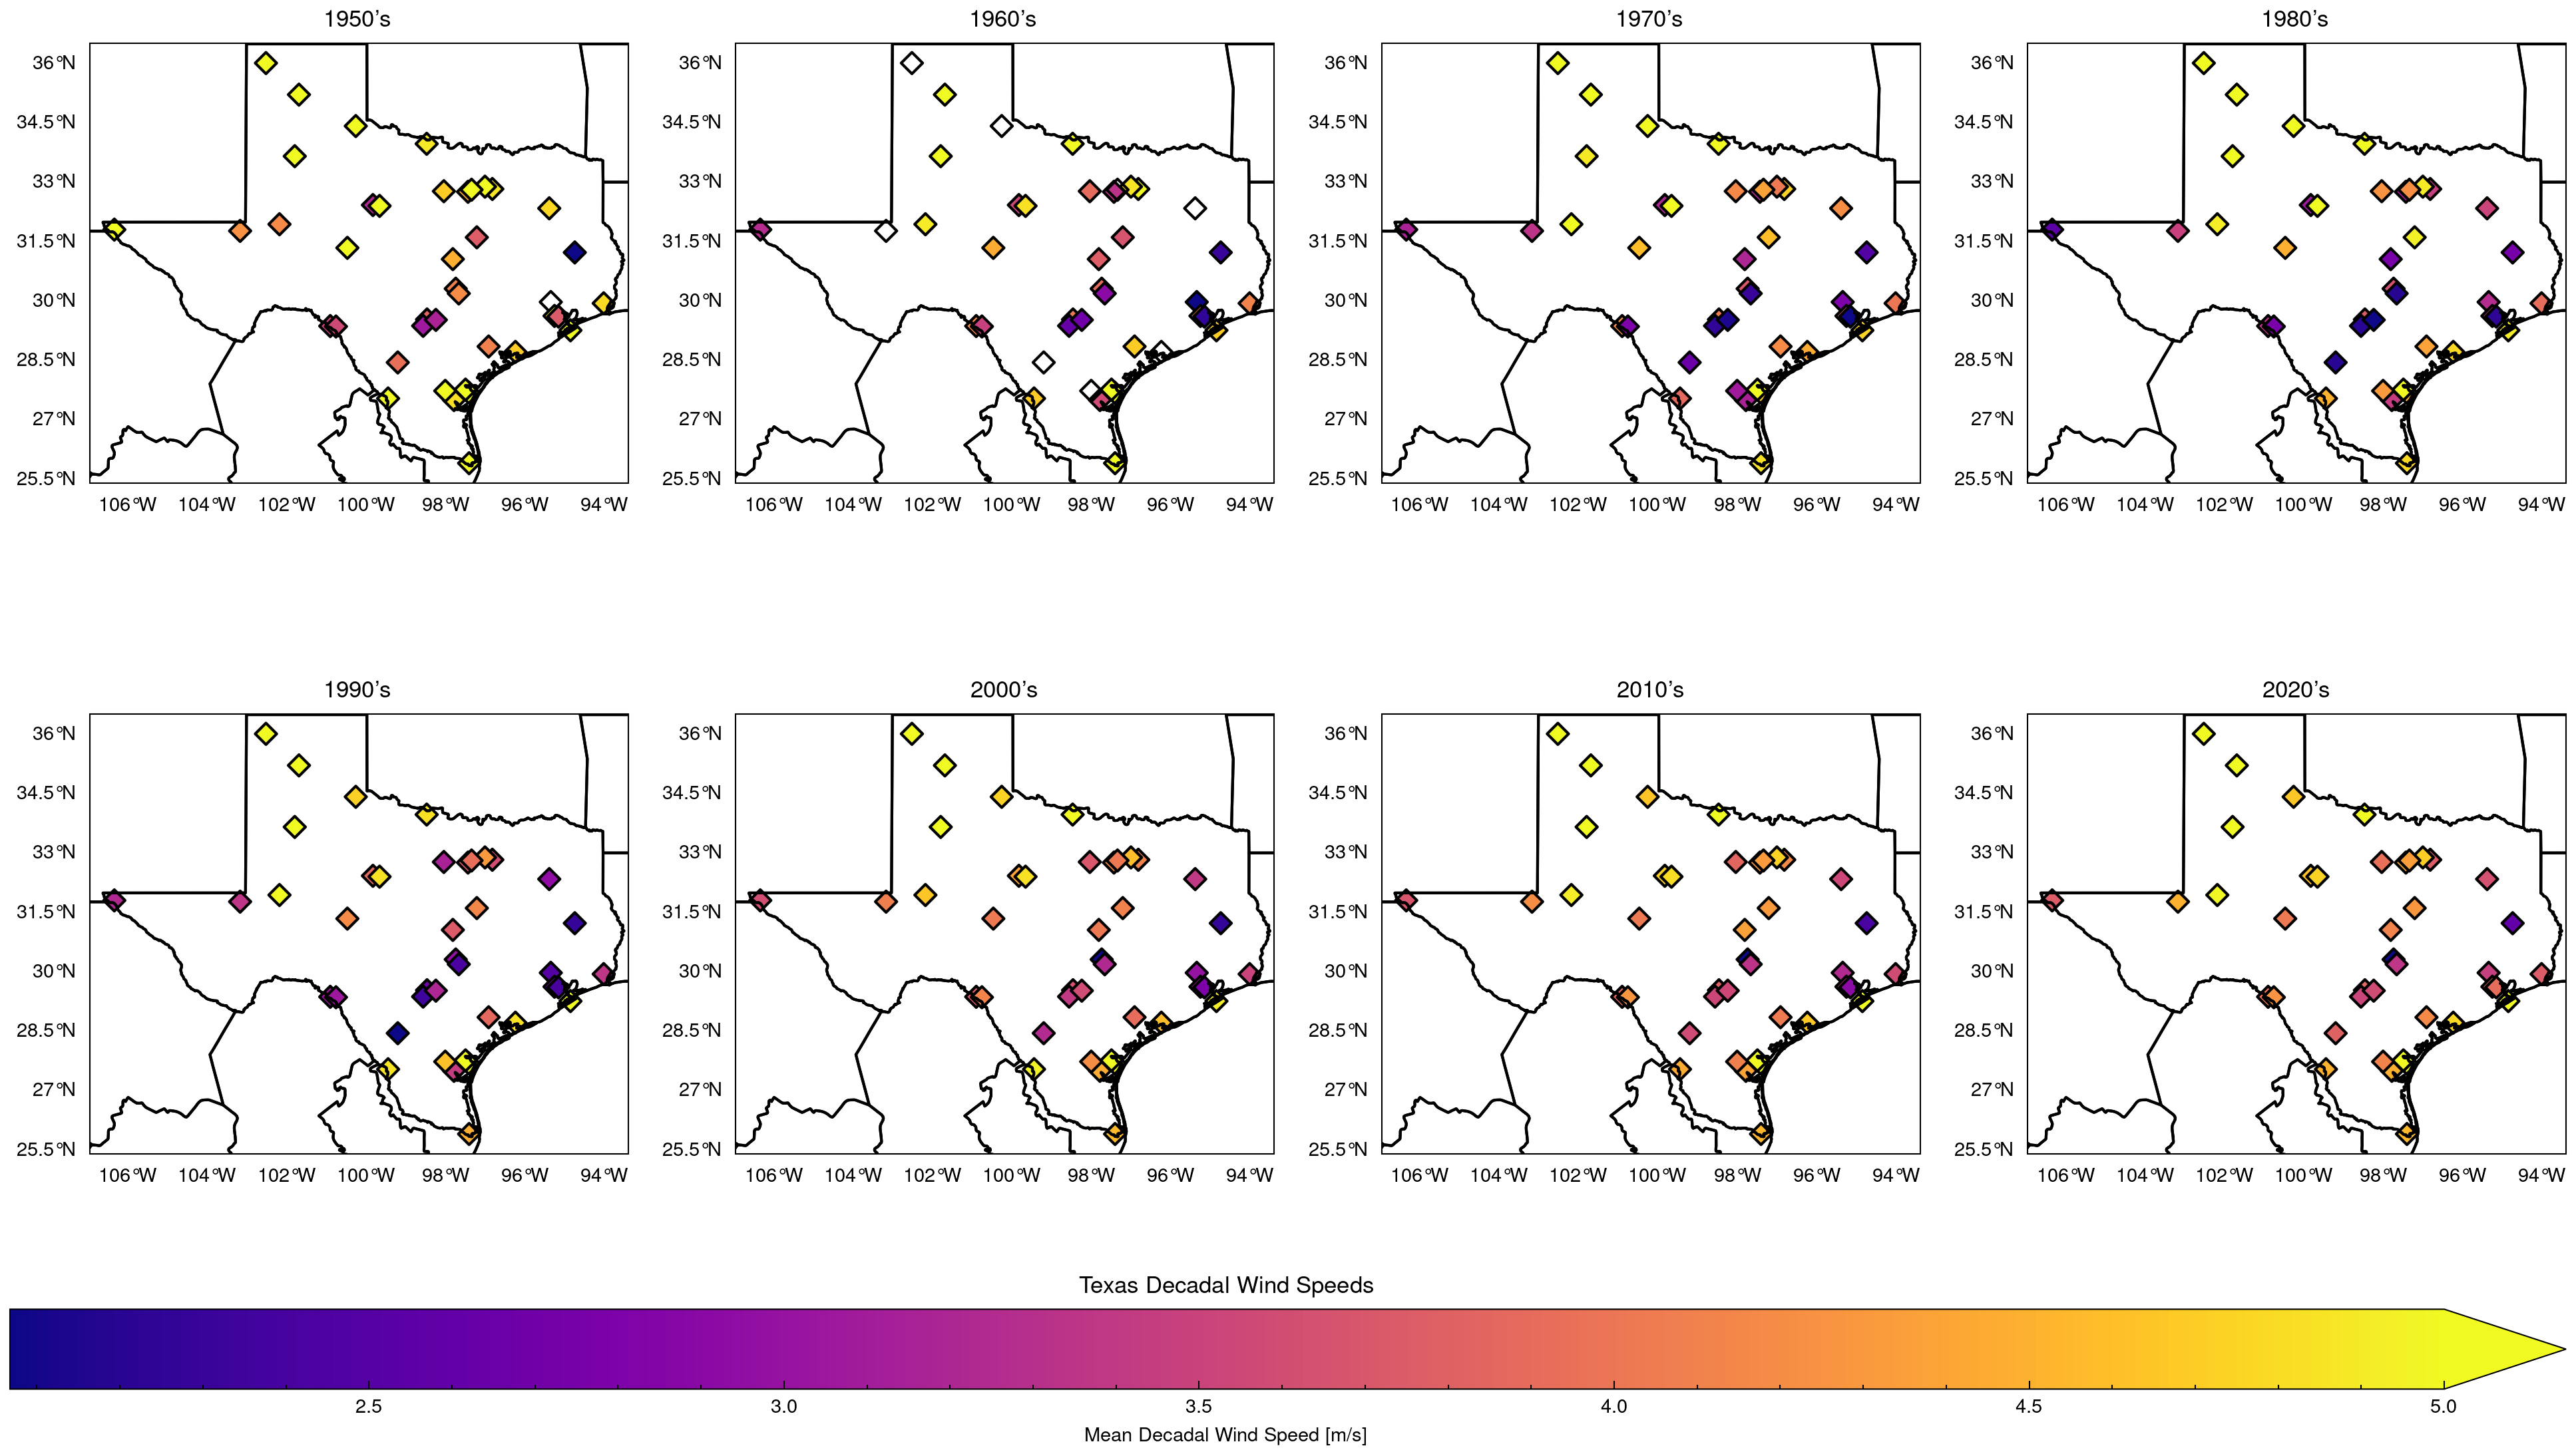 1950’s 1960’s 1970’s 1980’s
36°N 36°N 36°N 36°N
34.5°N 34.5°N 34.5°N 34.5°N
33°N 33°N 33°N 33°N
31.5°N 31.5°N 31.5°N 31.5°N
30°N 30°N 30°N 30°N
28.5°N 28.5°N 28.5°N 28.5°N
27°N 27°N 27°N 27°N
25.5°N 25.5°N 25.5°N 25.5°N
106°W 104°W 102°W 100°W 98°W 96°W 94°W 106°W 104°W 102°W 100°W 98°W 96°W 94°W 106°W 104°W 102°W 100°W 98°W 96°W 94°W 106°W 104°W 102°W 100°W 98°W 96°W 94°W
1990’s 2000’s 2010’s 2020’s
36°N 36°N 36°N 36°N
34.5°N 34.5°N 34.5°N 34.5°N
33°N 33°N 33°N 33°N
31.5°N 31.5°N 31.5°N 31.5°N
30°N 30°N 30°N 30°N
28.5°N 28.5°N 28.5°N 28.5°N
27°N 27°N 27°N 27°N
25.5°N 25.5°N 25.5°N 25.5°N
106°W 104°W 102°W 100°W 98°W 96°W 94°W 106°W 104°W 102°W 100°W 98°W 96°W 94°W 106°W 104°W 102°W 100°W 98°W 96°W 94°W 106°W 104°W 102°W 100°W 98°W 96°W 94°W
Texas Decadal Wind Speeds
2.5 3.0 3.5 4.0 4.5 5.0
Mean Decadal Wind Speed [m/s]